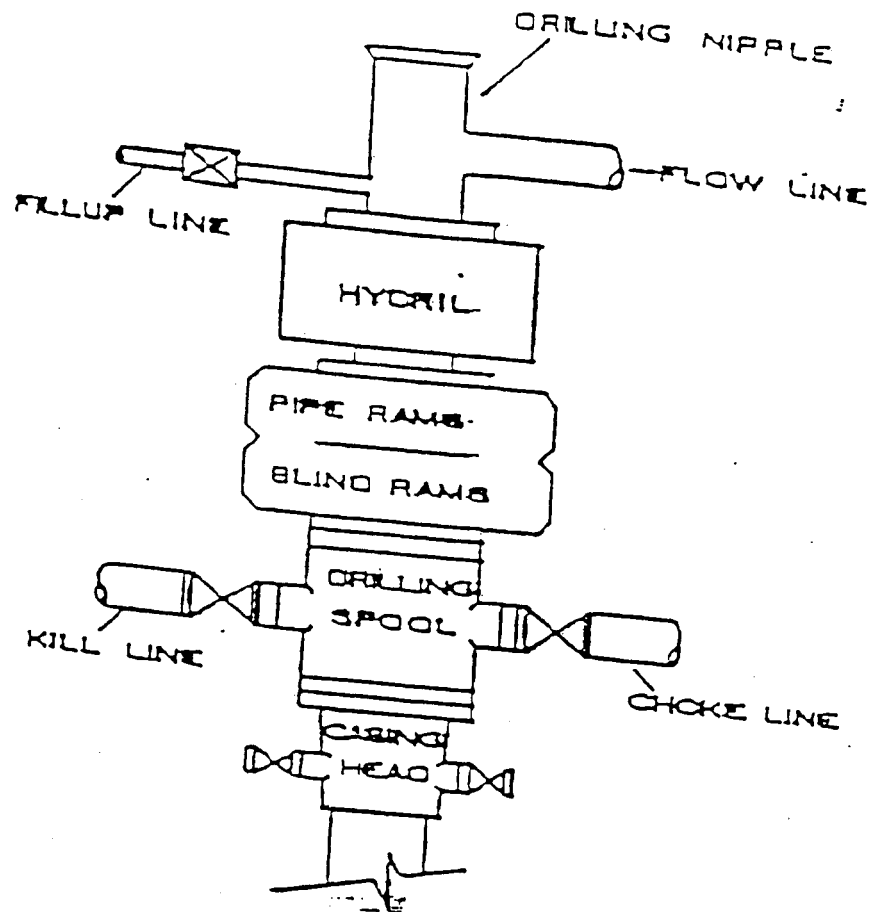 DRILLING NIPPLE
FLOW LINE
FILLUP LINE
HYDRIL
PIPE RAMS
BLIND RAMS
DRILLING
SPOOL
KILL LINE
CHOKE LINE
CASING
HEAD